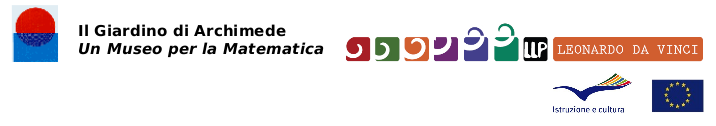 Il Giardino di Archimede
Un Museo per la Matematica
LLP
LEONARDO DA VINCI
Istruzione e cultura